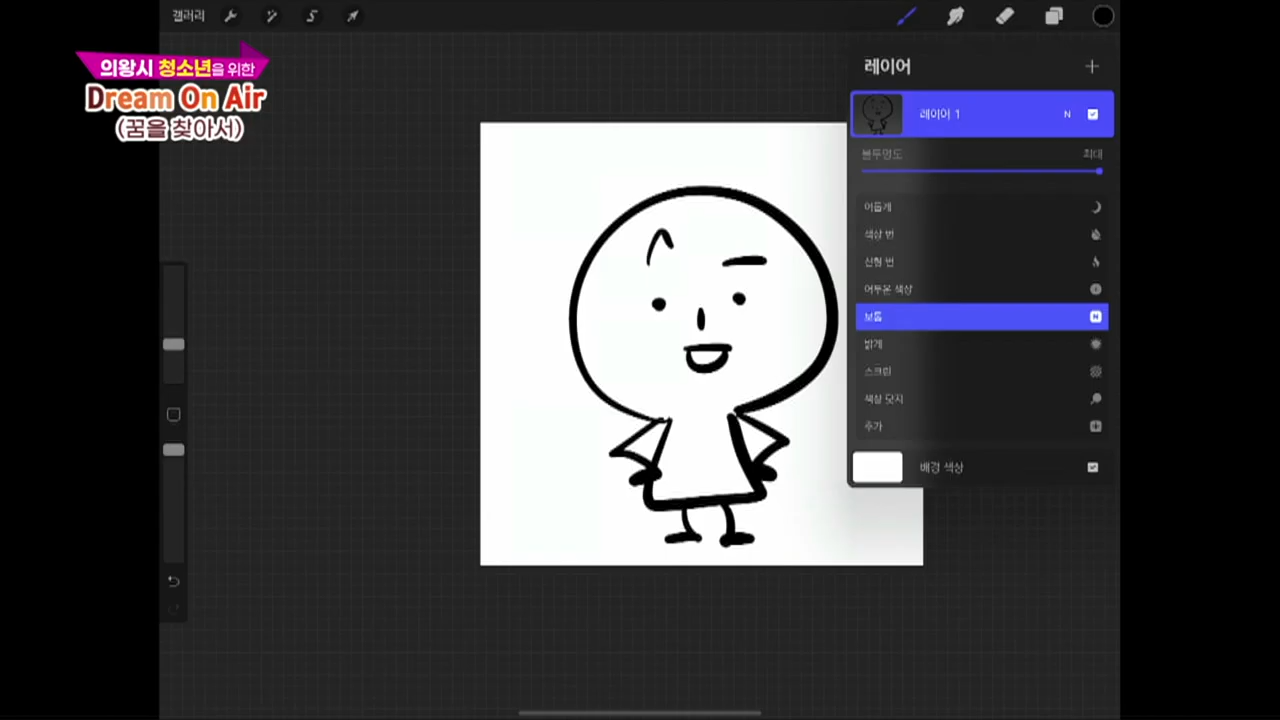 갤러리
의왕시 청소년을 위한
Dream On Air
(꿈을 찾아서)
레이어
레이어 1 N
불투명도 최대
어둡게
색상 번
선형 번
어두운 색상
보통 N
밝게
스크린
색상 닷지
추가
배경 색상